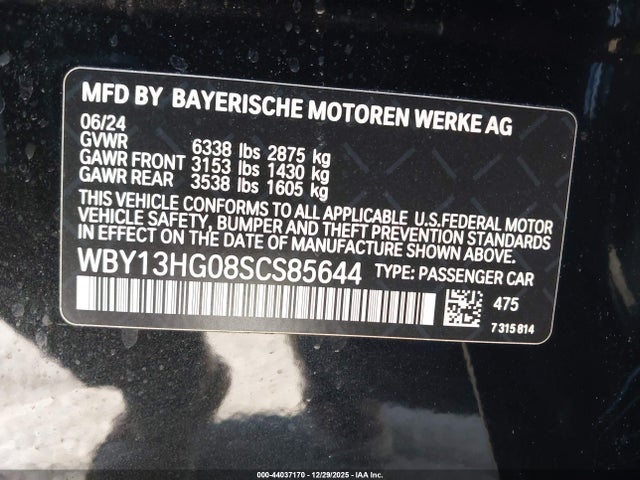 MFD BY BAYERISCHE MOTOREN WERKE AG
06/24
GVWR 6338 lbs 2875 kg
GAWR FRONT 3153 lbs 1430 kg
GAWR REAR 3538 lbs 1605 kg
THIS VEHICLE CONFORMS TO ALL APPLICABLE U.S.FEDERAL MOTOR
VEHICLE SAFETY, BUMPER AND THEFT PREVENTION STANDARDS
IN EFFECT ON THE DATE OF MANUFACTURE SHOWN ABOVE.
WBY13HG08SCS85644 TYPE: PASSENGER CAR
475
7315814
000-44037170 - 12/29/2025 - IAA Inc.